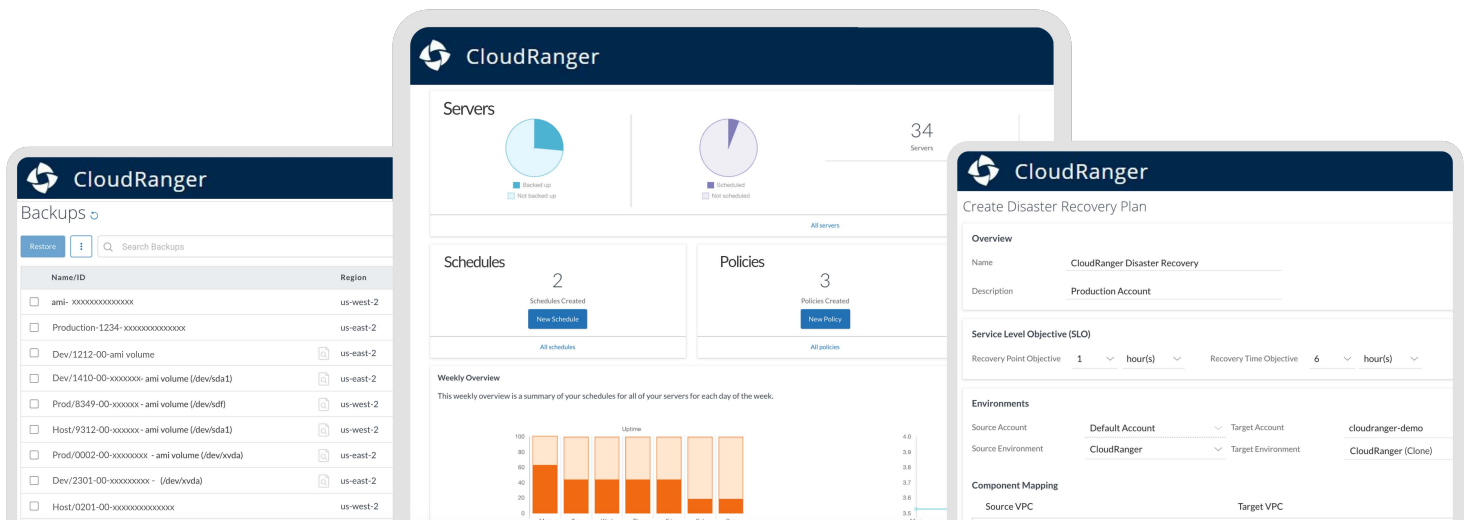 CloudRanger
Backups
Restore
Search Backups
Name/ID Region
ami- xxxxxxxxxxxxxx us-west-2
Production-1234- xxxxxxxxxxxxxx us-east-2
Dev/1212-00-ami volume us-east-2
Dev/1410-00-xxxxxxx- ami volume (/dev/sda1) us-east-2
Prod/8349-00-xxxxxx - ami volume (/dev/sdf) us-west-2
Host/9312-00-xxxxxx - ami volume (/dev/sda1) us-west-2
Prod/0002-00-xxxxxxxx - ami volume (/dev/xvda) us-east-2
Dev/2301-00-xxxxxxxxx - (/dev/xvda) us-east-2
Host/0201-00-xxxxxxxxxxxxxx us-west-2
CloudRanger
Servers
Backed up
Not backed up
Scheduled
Not scheduled
34
Servers
All servers
Schedules
2
Schedules Created
New Schedule
All schedules
Policies
3
Policies Created
New Policy
All policies
Weekly Overview
This weekly overview is a summary of your schedules for all of your servers for each day of the week.
Uptime
100
80
60
40
20
0
4.0
3.9
3.8
3.7
3.6
3.5
CloudRanger
Create Disaster Recovery Plan
Overview
Name CloudRanger Disaster Recovery
Description Production Account
Service Level Objective (SLO)
Recovery Point Objective 1 hour(s) Recovery Time Objective 6 hour(s)
Environments
Source Account Default Account Target Account cloudranger-demo
Source Environment CloudRanger Target Environment CloudRanger (Clone)
Component Mapping
Source VPC Target VPC